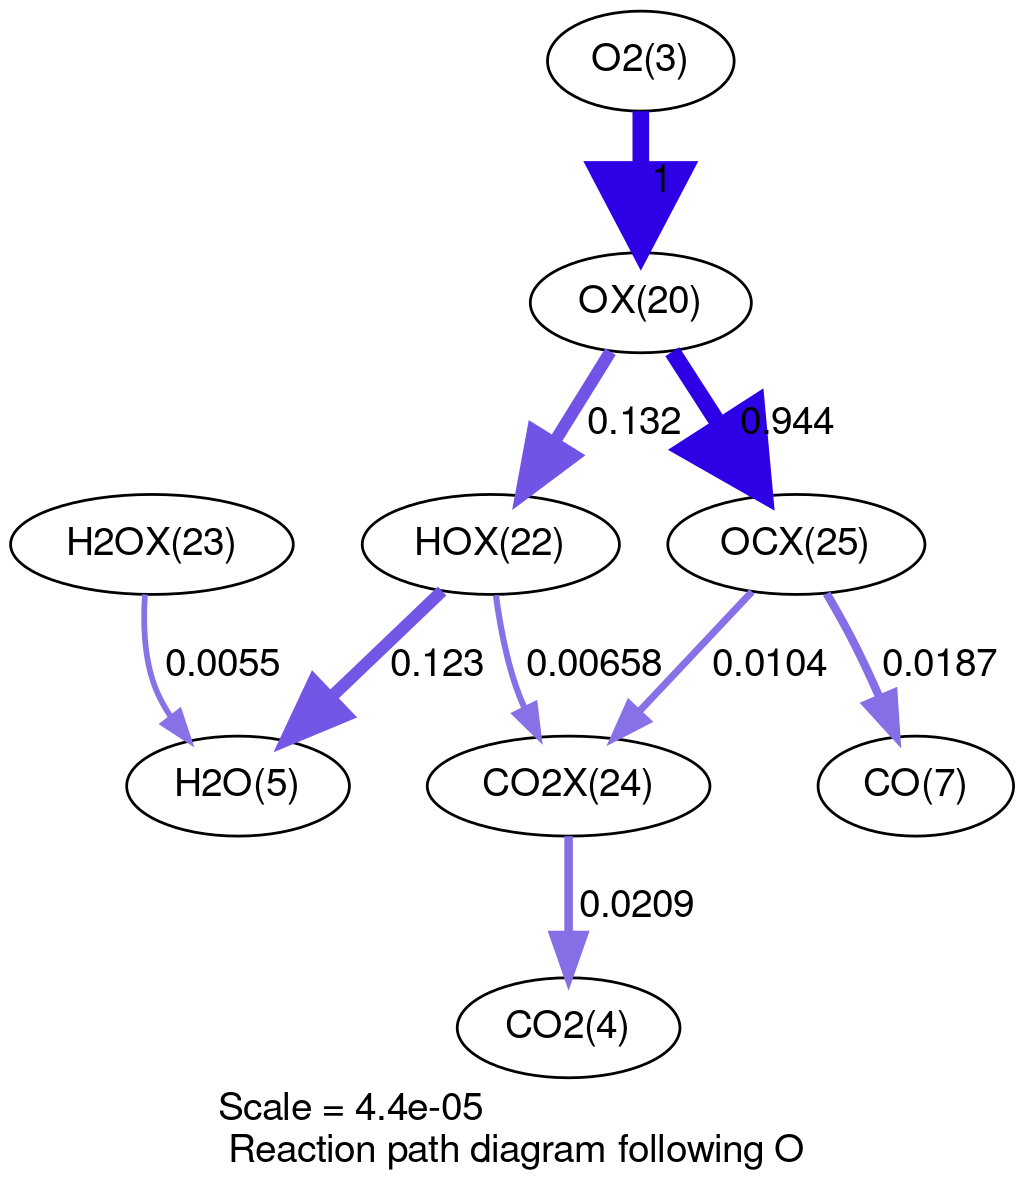 O2(3)
1
OX(20)
0.132
0.944
H2OX(23)
HOX(22)
OCX(25)
0.0055
0.123
0.00658
0.0104
0.0187
H2O(5)
CO2X(24)
CO(7)
0.0209
CO2(4)
Scale = 4.4e-05
Reaction path diagram following O